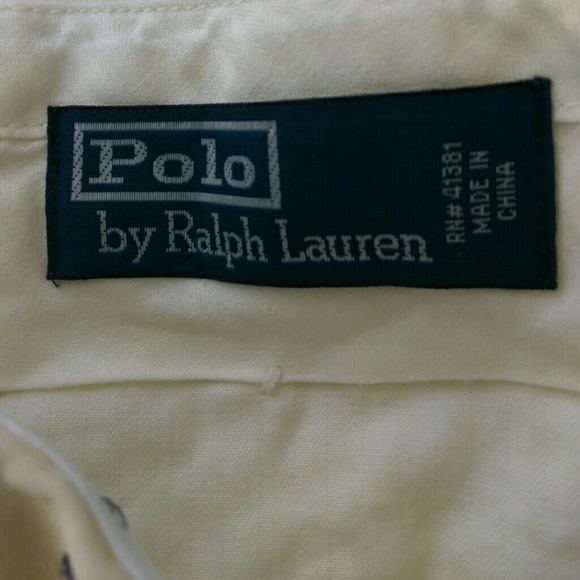 Polo
by Ralph Lauren
RN# 41381
MADE IN
CHINA